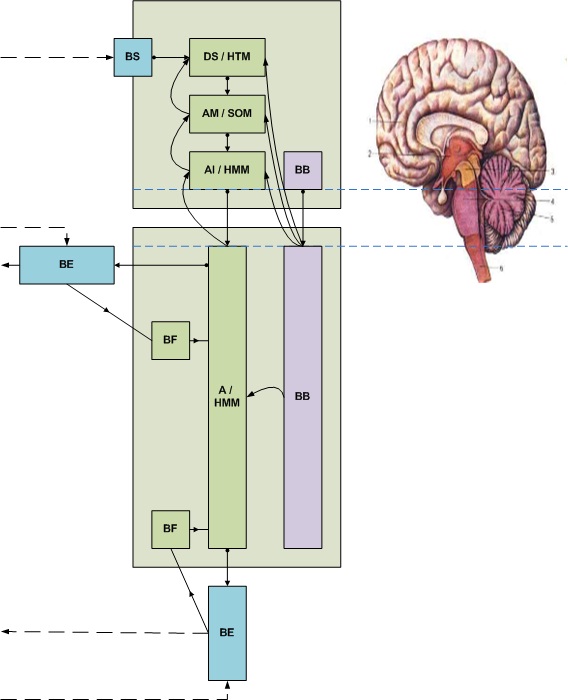 BS
DS / HTM
AM / SOM
AI / HMM
BB
1
2
3
4
5
6
BE
BF
A /
HMM
BB
BF
BE